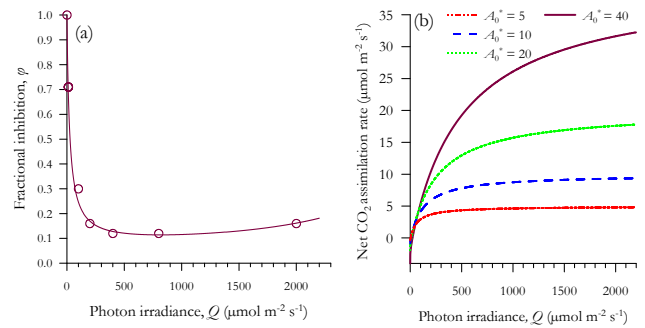 (a)
1.0
0.9
0.8
0.7
0.6
0.5
0.4
0.3
0.2
0.1
0.0
Fractional inhibition, φ
0 500 1000 1500 2000
Photon irradiance, Q (μmol m⁻² s⁻¹)
(b)
A₀* = 5
A₀* = 10
A₀* = 20
A₀* = 40
35
30
25
20
15
10
5
0
Net CO₂ assimilation rate (μmol m⁻² s⁻¹)
0 500 1000 1500 2000
Photon irradiance, Q (μmol m⁻² s⁻¹)